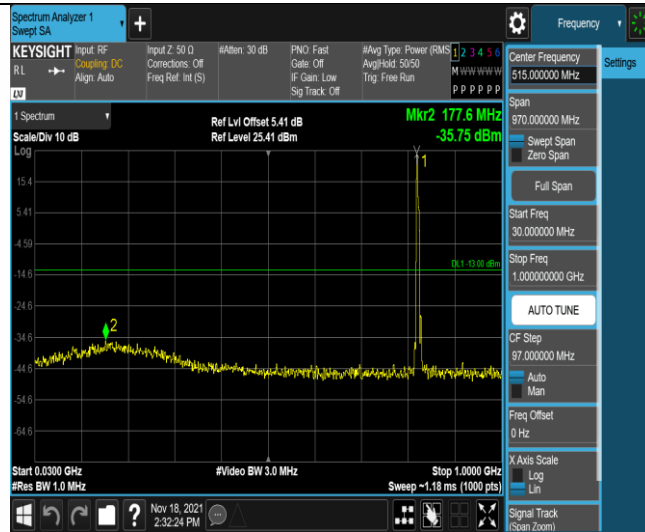 Spectrum Analyzer 1
Swept SA
+
Frequency
KEYSIGHT
RL
LXI
Input: RF
Coupling: DC
Align: Auto
Input Z: 50 Ω
Corrections: Off
Freq Ref: Int (S)
#Atten: 30 dB
PNO: Fast
Gate: Off
IF Gain: Low
Sig Track: Off
#Avg Type: Power (RMS
Avg|Hold: 50/50
Trig: Free Run
1 2 3 4 5 6
M W W W W W
P P P P P P
1 Spectrum
Scale/Div 10 dB
Ref Lvl Offset 5.41 dB
Ref Level 25.41 dBm
Mkr2 177.6 MHz
-35.75 dBm
Log
15.4
5.41
-4.59
-14.6
-24.6
-34.6
-44.6
-54.6
-64.6
1
DL1 -13.00 dBm
2
Start 0.0300 GHz
#Res BW 1.0 MHz
#Video BW 3.0 MHz
Stop 1.0000 GHz
Sweep ~1.18 ms (1000 pts)
Nov 18, 2021
2:32:24 PM
?
Center Frequency
515.000000 MHz
Settings
Span
970.000000 MHz
Swept Span
Zero Span
Full Span
Start Freq
30.000000 MHz
Stop Freq
1.000000000 GHz
AUTO TUNE
CF Step
97.000000 MHz
Auto
Man
Freq Offset
0 Hz
X Axis Scale
Log
Lin
Signal Track
(Span Zoom)